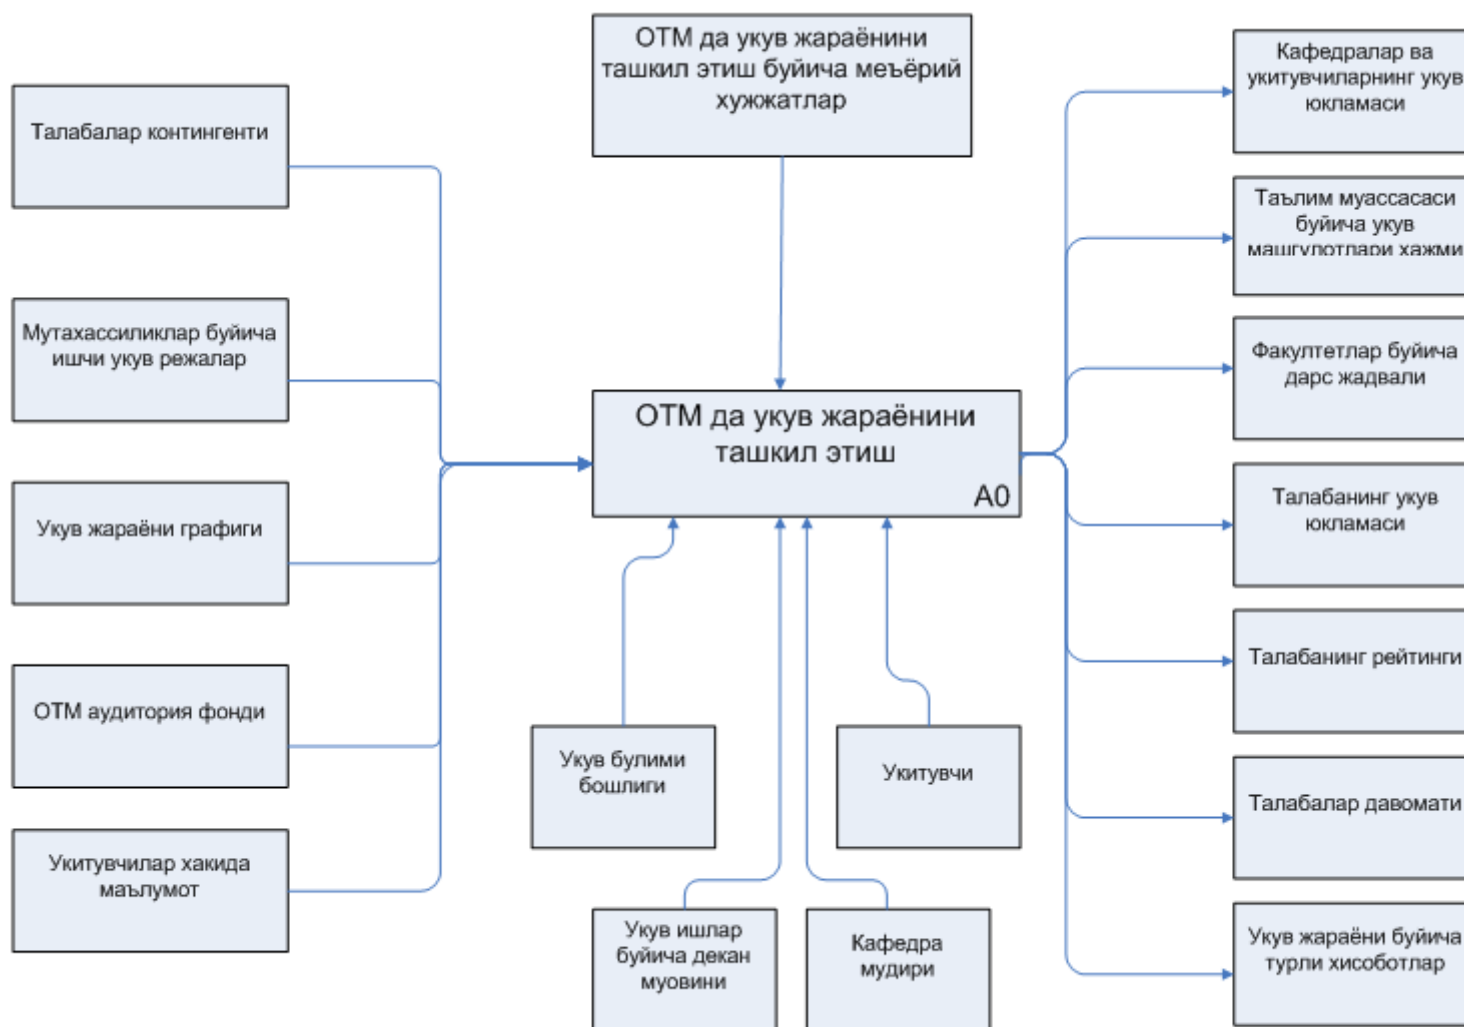 ОТМ да укув жараёнини
ташкил этиш буйича меъёрий
хужжатлар
Талабалар контингенти
Мутахассиликлар буйича
ишчи укув режалар
Укув жараёни графиги
ОТМ аудитория фонди
Укитувчилар хакида
маълумот
ОТМ да укув жараёнини
ташкил этиш
А0
Укув булими
бошлиги
Укитувчи
Укув ишлар
буйича декан
муовини
Кафедра
мудири
Кафедралар ва
укитувчиларнинг укув
юкламаси
Таълим муассасаси
буйича укув
машгулотлари хажми
Факултетлар буйича
дарс жадвали
Талабанинг укув
юкламаси
Талабанинг рейтинги
Талабалар давомати
Укув жараёни буйича
турли хисоботлар